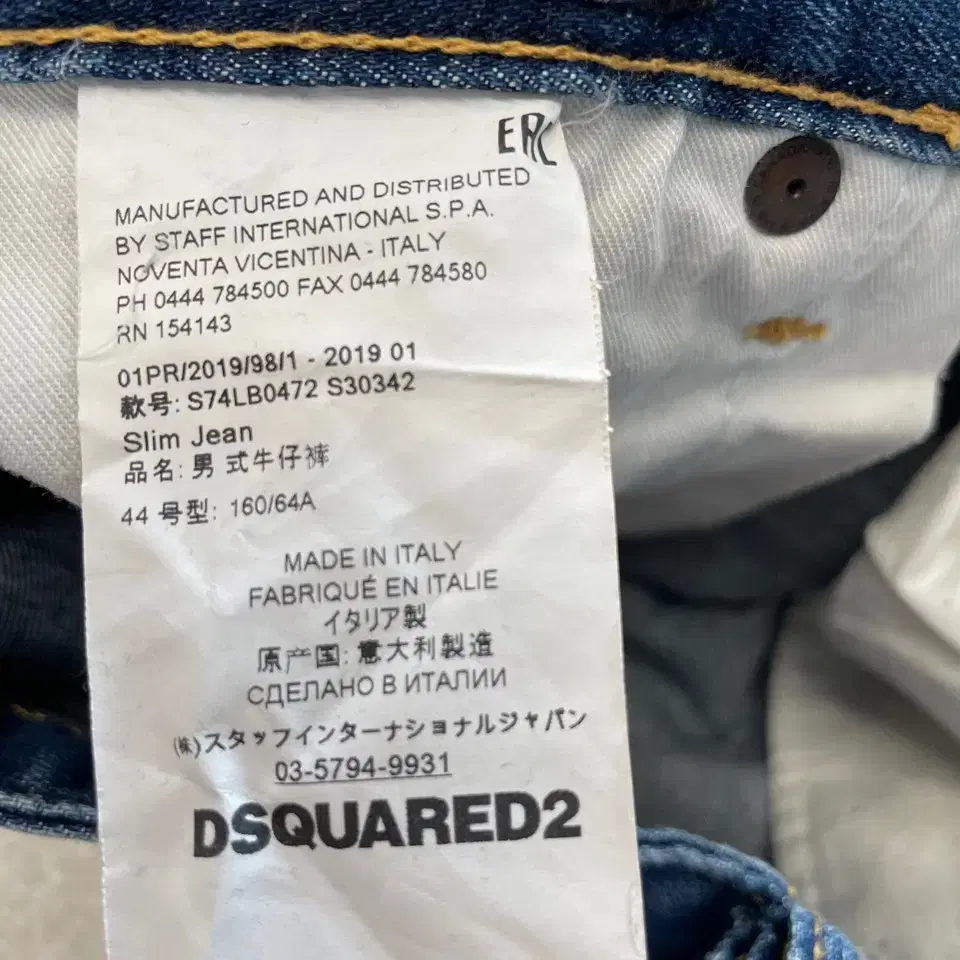 EAC
MANUFACTURED AND DISTRIBUTED
BY STAFF INTERNATIONAL S.P.A.
NOVENTA VICENTINA - ITALY
PH 0444 784500 FAX 0444 784580
RN 154143
01PR/2019/98/1 - 2019 01
款号: S74LB0472 S30342
Slim Jean
品名: 男 式牛仔裤
44 号型: 160/64A
MADE IN ITALY
FABRIQUÉ EN ITALIE
イタリア製
原产国: 意大利製造
СДЕЛАНО В ИТАЛИИ
㈱スタッフインターナショナルジャパン
03-5794-9931
DSQUARED2